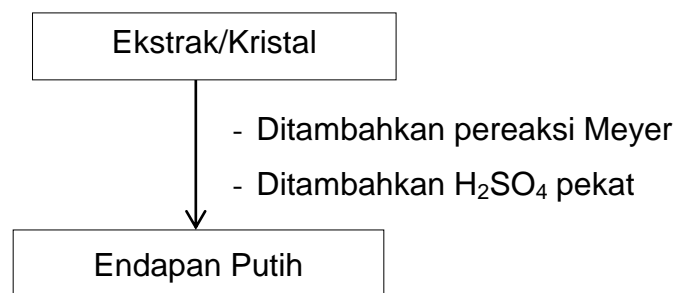 Ekstrak/Kristal
- Ditambahkan pereaksi Meyer
- Ditambahkan H₂SO₄ pekat
Endapan Putih